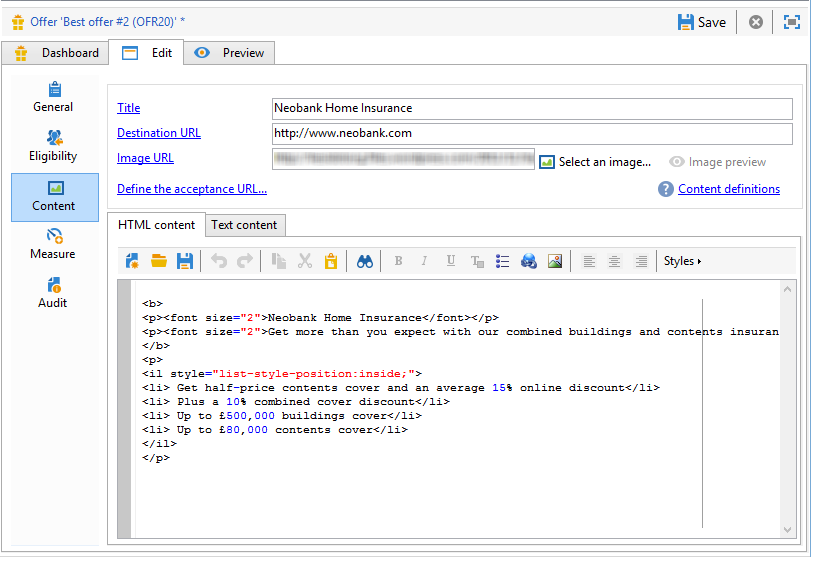 Offer 'Best offer #2 (OFR20)' *
Save
Dashboard
Edit
Preview
General
Eligibility
Content
Measure
Audit
Title
Neobank Home Insurance
Destination URL
http://www.neobank.com
Image URL
Select an image...
Image preview
Define the acceptance URL...
? Content definitions
HTML content
Text content
B I U T
Styles
<b>
<p><font size="2">Neobank Home Insurance</font></p>
<p><font size="2">Get more than you expect with our combined buildings and contents insuran
</b>
<p>
<il style="list-style-position:inside;">
<li> Get half-price contents cover and an average 15% online discount</li>
<li> Plus a 10% combined cover discount</li>
<li> Up to £500,000 buildings cover</li>
<li> Up to £80,000 contents cover</li>
</il>
</p>